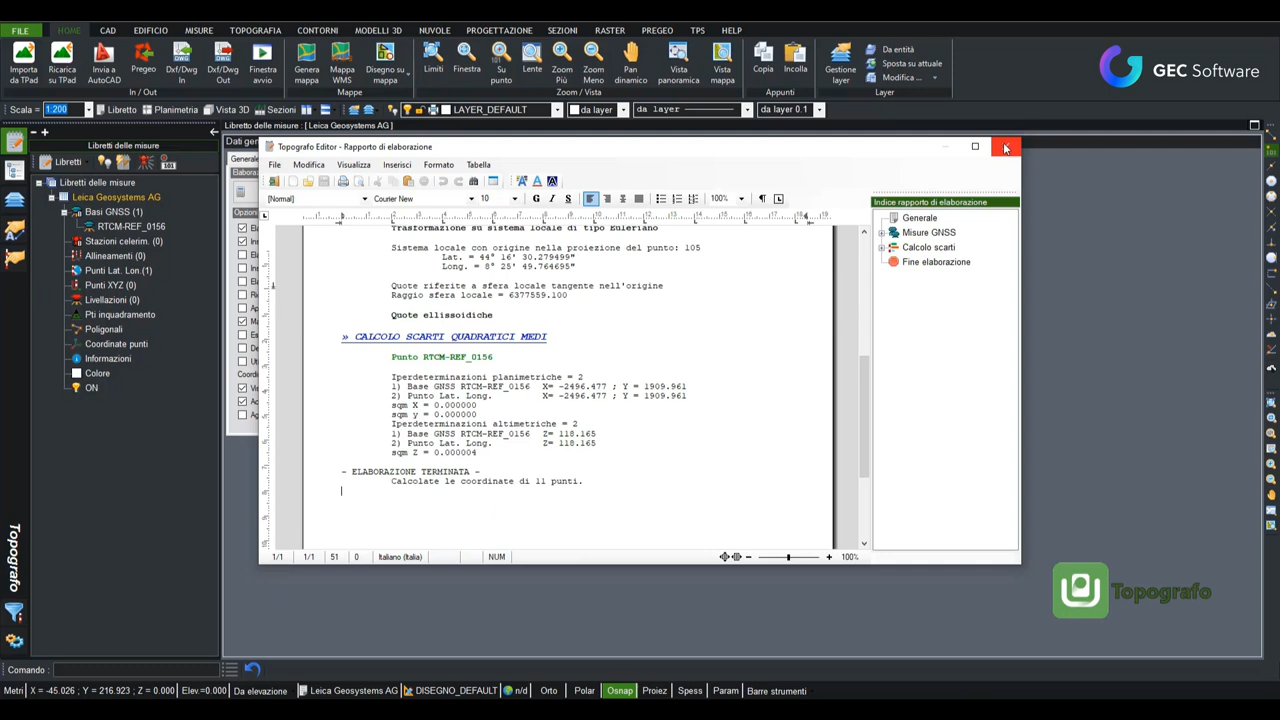 FILE HOME CAD EDIFICIO MISURE TOPOGRAFIA CONTORNI MODELLI 3D NUVOLE PROGETTAZIONE SEZIONI RASTER PREGEO TPS HELP
Importa da TPad
Ricarica su TPad
Invia a AutoCAD
Pregeo
Dxf/Dwg In
Dxf/Dwg Out
Finestra avvio
Genera mappa
Mappa WMS
Disegno su mappa
Limiti
Finestra
Su punto
Lente
Zoom Più
Zoom Meno
Pan dinamico
Vista panoramica
Vista mappa
Copia
Incolla
Gestione layer
Da entità
Sposta su attuale
Modifica ...
In / Out
Mappe
Zoom / Vista
Appunti
Layer
GEC Software
Scala = 1:200 Libretto Planimetria Vista 3D Sezioni LAYER_DEFAULT da layer da layer da layer 0.1
Libretto delle misure : [ Leica Geosystems AG ]
Libretti delle misure
Libretti
Libretti delle misure
Leica Geosystems AG
Basi GNSS (1)
RTCM-REF_0156
Stazioni celerim. (0)
Allineamenti (0)
Punti Lat. Lon.(1)
Punti XYZ (0)
Livellazioni (0)
Pti inquadramento
Poligonali
Coordinate punti
Informazioni
Colore
ON
Topografo Editor - Rapporto di elaborazione
File Modifica Visualizza Inserisci Formato Tabella
[Normal] Courier New 10 G I S 100%
Trasformazione su sistema locale di tipo Euleriano
Sistema locale con origine nella proiezione del punto: 105
Lat. = 44° 16' 30.279499"
Long. = 8° 25' 49.764695"
Quote riferite a sfera locale tangente nell'origine
Raggio sfera locale = 6377559.100
Quote ellissoidiche
» CALCOLO SCARTI QUADRATICI MEDI
Punto RTCM-REF_0156
Iperdeterminazioni planimetriche = 2
1) Base GNSS RTCM-REF_0156 X= -2496.477 ; Y = 1909.961
2) Punto Lat. Long. X= -2496.477 ; Y = 1909.961
sqm X = 0.000000
sqm y = 0.000000
Iperdeterminazioni altimetriche = 2
1) Base GNSS RTCM-REF_0156 Z= 118.165
2) Punto Lat. Long. Z= 118.165
sqm Z = 0.000004
- ELABORAZIONE TERMINATA -
Calcolate le coordinate di 11 punti.
1/1 1/1 51 0 Italiano (Italia) NUM 100%
Indice rapporto di elaborazione
Generale
Misure GNSS
Calcolo scarti
Fine elaborazione
Topografo
Topografo
Comando :
Metri X = -45.026 ; Y = 216.923 ; Z = 0.000 Elev.=0.000 Da elevazione Leica Geosystems AG DISEGNO_DEFAULT n/d Orto Polar Osnap Proiez Spess Param Barre strumenti